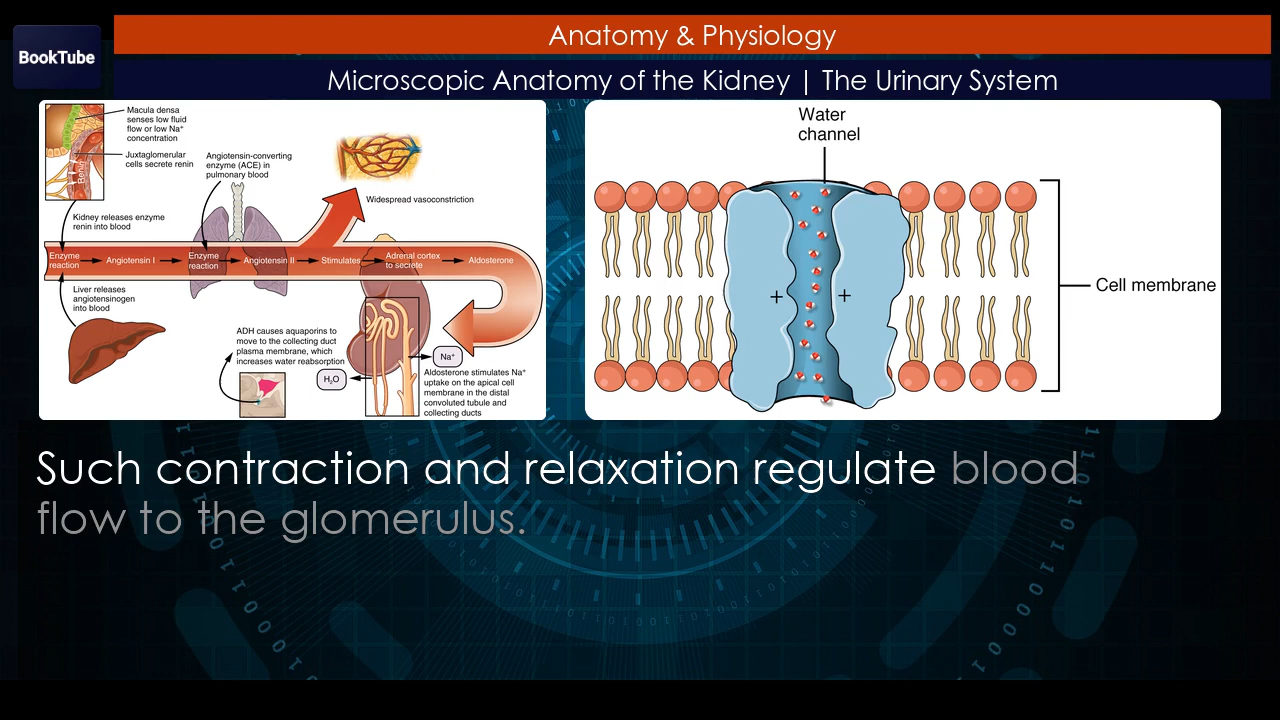 BookTube
Anatomy & Physiology
Microscopic Anatomy of the Kidney | The Urinary System
Macula densa
senses low fluid
flow or low Na⁺
concentration
Juxtaglomerular
cells secrete renin
Renin
Angiotensin-converting
enzyme (ACE) in
pulmonary blood
Widespread vasoconstriction
Kidney releases enzyme
renin into blood
Enzyme
reaction
Angiotensin I
Enzyme
reaction
Angiotensin II
Stimulates
Adrenal cortex
to secrete
Aldosterone
Liver releases
angiotensinogen
into blood
ADH causes aquaporins to
move to the collecting duct
plasma membrane, which
increases water reabsorption
Na⁺
H₂O
Aldosterone stimulates Na⁺
uptake on the apical cell
membrane in the distal
convoluted tubule and
collecting ducts
Water
channel
+ +
Cell membrane
Such contraction and relaxation regulate blood
flow to the glomerulus.